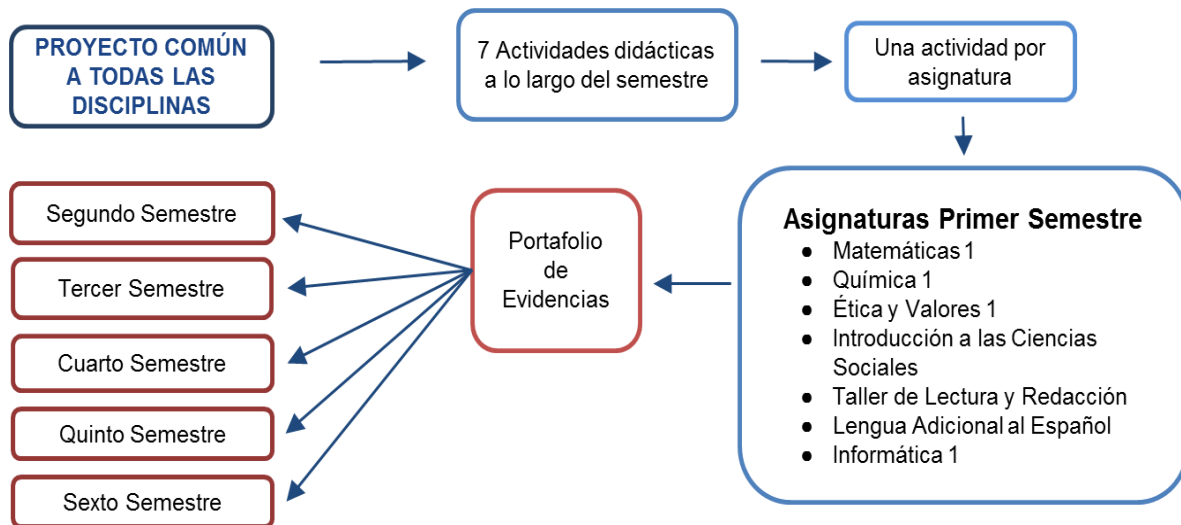 PROYECTO COMÚN
A TODAS LAS
DISCIPLINAS
7 Actividades didácticas
a lo largo del semestre
Una actividad por
asignatura
Asignaturas Primer Semestre
● Matemáticas 1
● Química 1
● Ética y Valores 1
● Introducción a las Ciencias
Sociales
● Taller de Lectura y Redacción
● Lengua Adicional al Español
● Informática 1
Portafolio
de
Evidencias
Segundo Semestre
Tercer Semestre
Cuarto Semestre
Quinto Semestre
Sexto Semestre